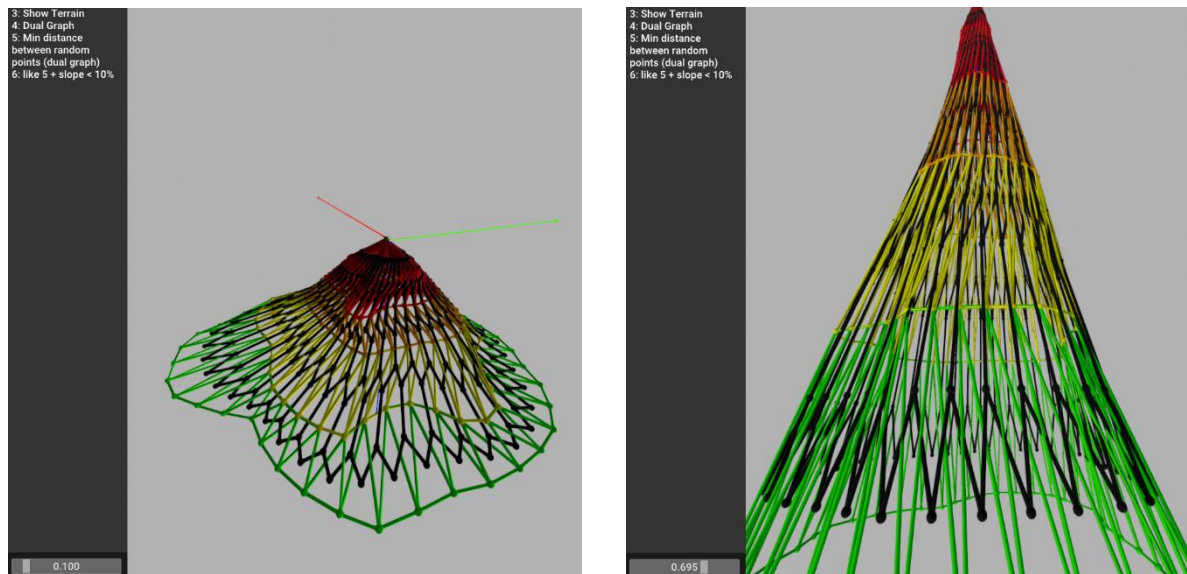 3: Show Terrain
4: Dual Graph
5: Min distance
between random
points (dual graph)
6: like 5 + slope < 10%
0.100
3: Show Terrain
4: Dual Graph
5: Min distance
between random
points (dual graph)
6: like 5 + slope < 10%
0.695